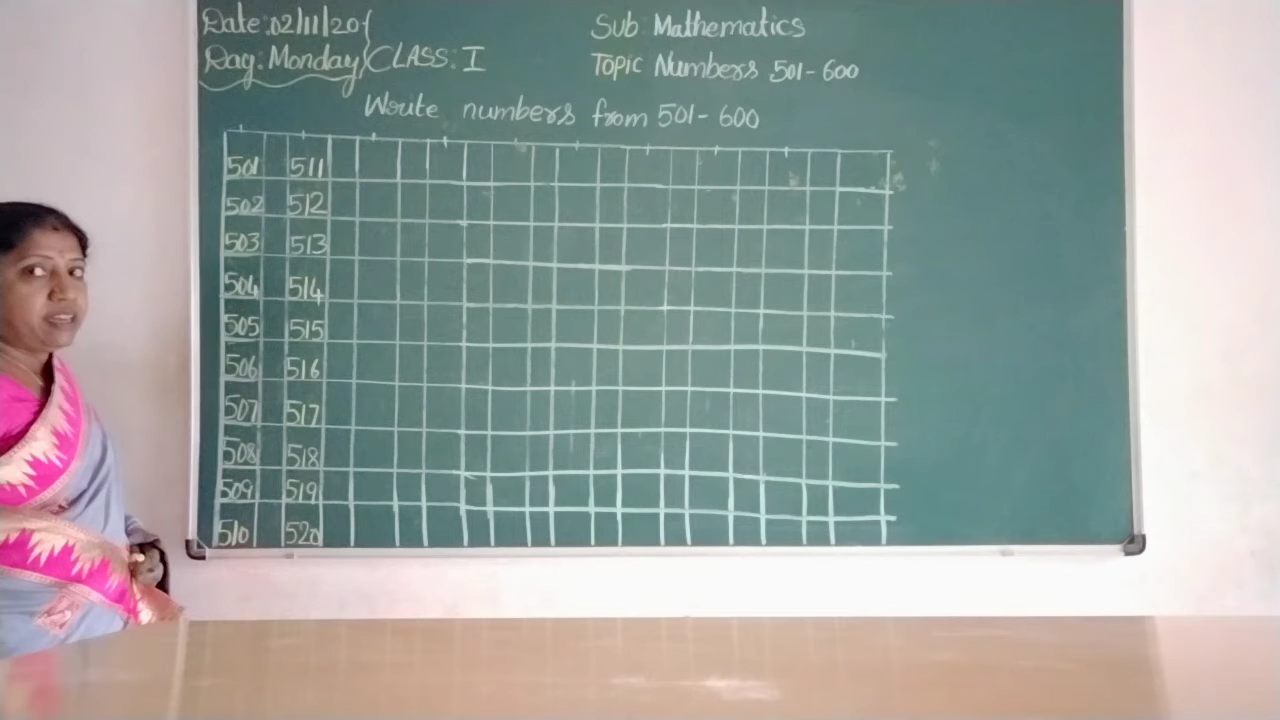 Date: 02/11/20
Sub: Mathematics
Day: Monday CLASS: I
TOPIC Numbers 501-600
Write numbers from 501-600
501 511
502 512
503 513
504 514
505 515
506 516
507 517
508 518
509 519
510 520